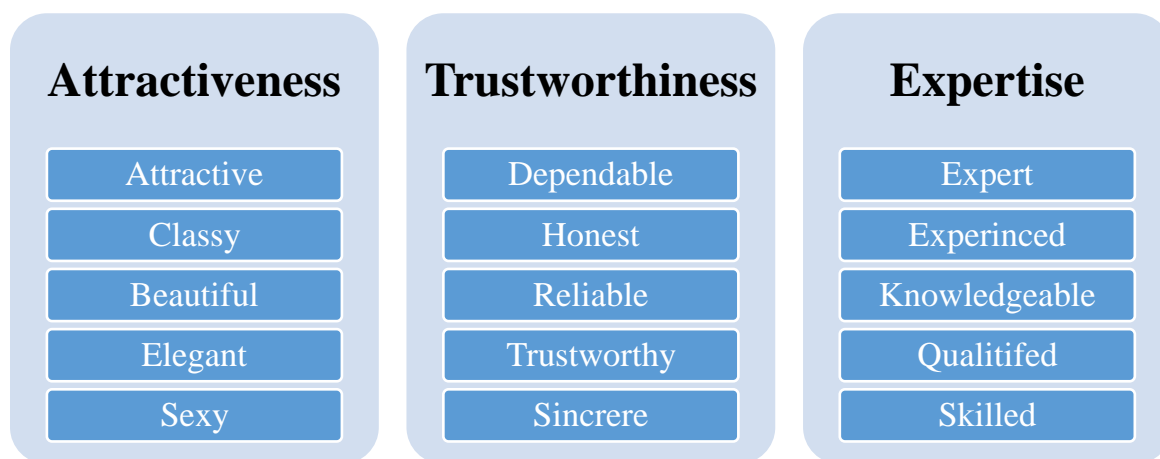 Attractiveness
Attractive
Classy
Beautiful
Elegant
Sexy
Trustworthiness
Dependable
Honest
Reliable
Trustworthy
Sincrere
Expertise
Expert
Experinced
Knowledgeable
Qualitifed
Skilled